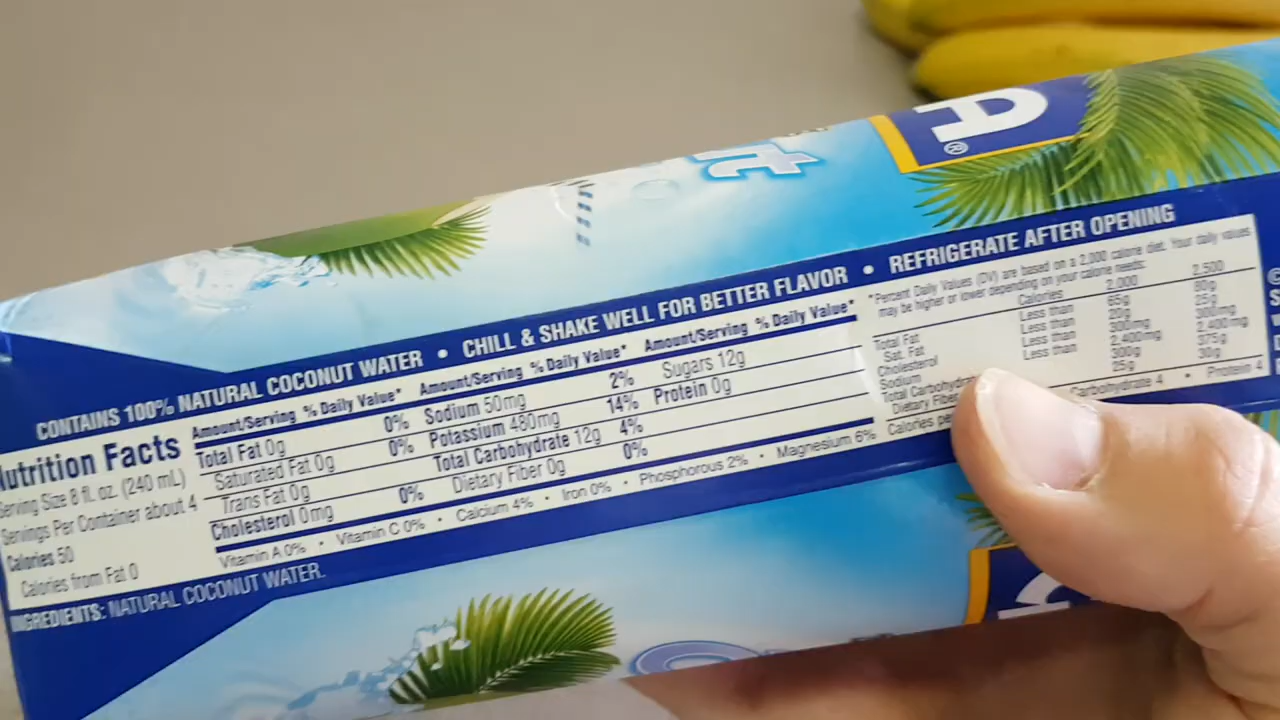 A®
rt
CONTAINS 100% NATURAL COCONUT WATER • CHILL & SHAKE WELL FOR BETTER FLAVOR • REFRIGERATE AFTER OPENING
Nutrition Facts
Serving Size 8 fl. oz. (240 mL)
Servings Per Container about 4
Calories 50
Calories from Fat 0
Amount/Serving % Daily Value*
Total Fat 0g 0%
Saturated Fat 0g 0%
Trans Fat 0g
Cholesterol 0mg 0%
Amount/Serving % Daily Value*
Sodium 50mg 2%
Potassium 480mg 14%
Total Carbohydrate 12g 4%
Dietary Fiber 0g 0%
Amount/Serving % Daily Value*
Sugars 12g
Protein 0g
Vitamin A 0% • Vitamin C 0% • Calcium 4% • Iron 0% • Phosphorous 2% • Magnesium 6%
*Percent Daily Values (DV) are based on a 2,000 calorie diet. Your daily values
may be higher or lower depending on your calorie needs:
Calories 2,000 2,500
Total Fat Less than 65g 80g
Sat. Fat Less than 20g 25g
Cholesterol Less than 300mg 300mg
Sodium Less than 2,400mg 2,400mg
Total Carbohydra 300g 375g
Dietary Fibe 25g 30g
Calories pe Carbohydrate 4 • Protein 4
INGREDIENTS: NATURAL COCONUT WATER.